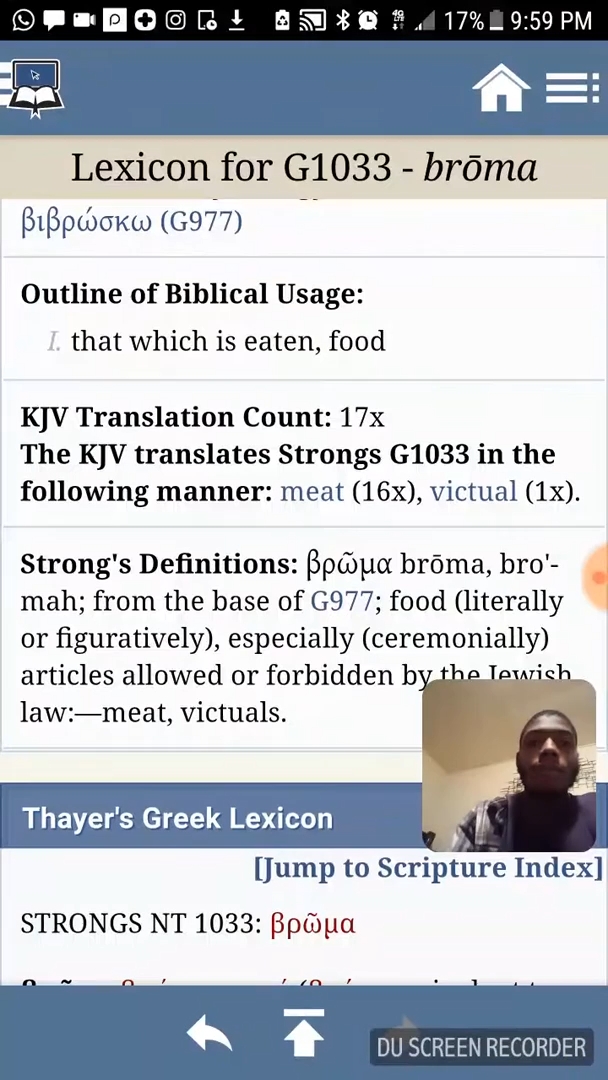 17% 9:59 PM
Lexicon for G1033 - brōma
βιβρώσκω (G977)
Outline of Biblical Usage:
I. that which is eaten, food
KJV Translation Count: 17x
The KJV translates Strongs G1033 in the
following manner: meat (16x), victual (1x).
Strong's Definitions: βρῶμα brōma, bro'-
mah; from the base of G977; food (literally
or figuratively), especially (ceremonially)
articles allowed or forbidden by the Jewish
law:—meat, victuals.
Thayer's Greek Lexicon
[Jump to Scripture Index]
STRONGS NT 1033: βρῶμα
DU SCREEN RECORDER